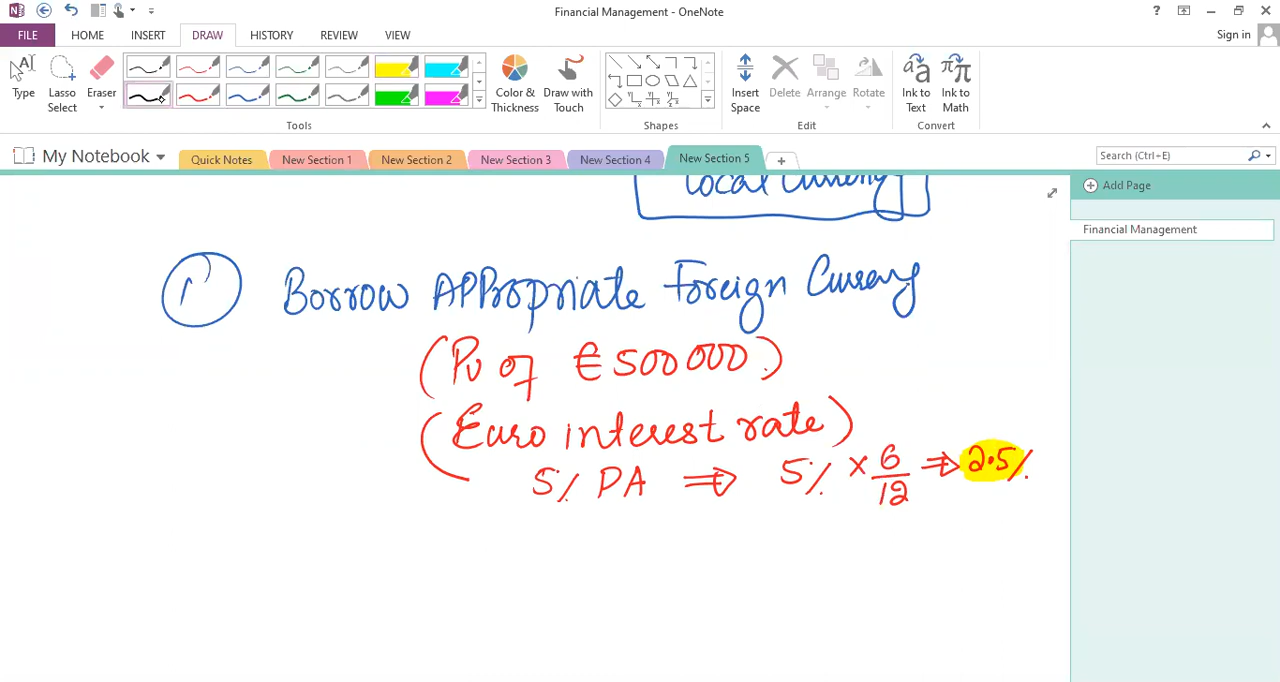 Financial Management - OneNote
Sign in
FILE HOME INSERT DRAW HISTORY REVIEW VIEW
Type
Lasso Select
Eraser
Color & Thickness
Draw with Touch
Insert Space
Delete
Arrange
Rotate
Ink to Text
Ink to Math
Tools
Shapes
Edit
Convert
My Notebook
Quick Notes
New Section 1
New Section 2
New Section 3
New Section 4
New Section 5
Search (Ctrl+E)
Add Page
Financial Management
Local Currency
1 Borrow Appropriate Foreign Currency
(Pv of € 500 000)
(Euro interest rate)
5% PA ⇒ 5% × 6/12 ⇒ 2.5%